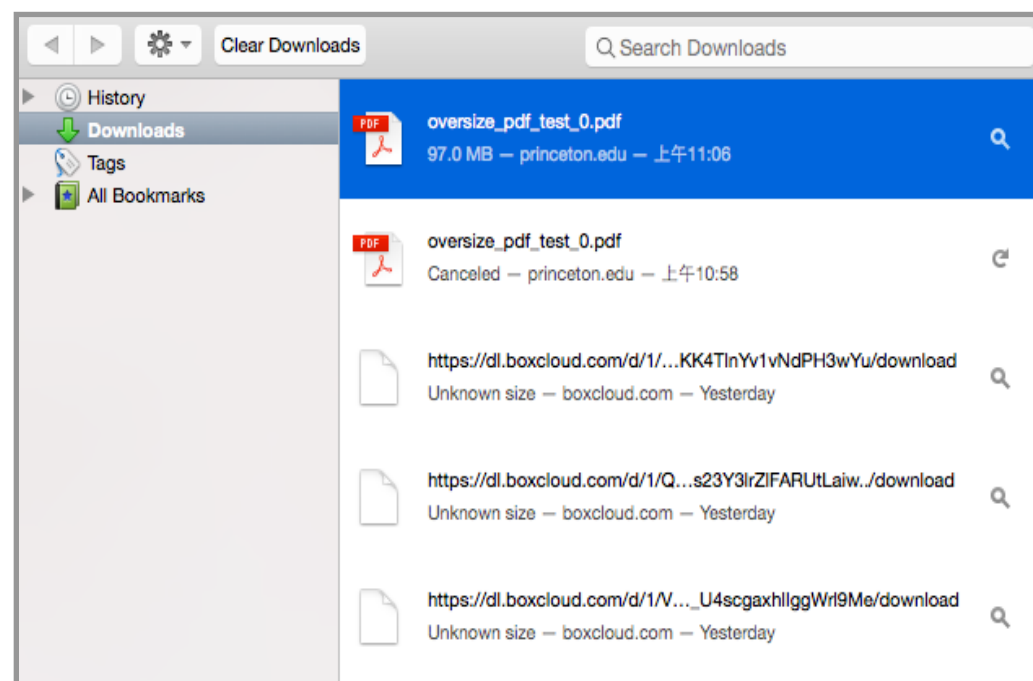 Clear Downloads
Search Downloads
History
Downloads
Tags
All Bookmarks
PDF
oversize_pdf_test_0.pdf
97.0 MB — princeton.edu — 上午11:06
PDF
oversize_pdf_test_0.pdf
Canceled — princeton.edu — 上午10:58
https://dl.boxcloud.com/d/1/…KK4TlnYv1vNdPH3wYu/download
Unknown size — boxcloud.com — Yesterday
https://dl.boxcloud.com/d/1/Q…s23Y3lrZlFARUtLaiw../download
Unknown size — boxcloud.com — Yesterday
https://dl.boxcloud.com/d/1/V…_U4scgaxhlIggWrl9Me/download
Unknown size — boxcloud.com — Yesterday